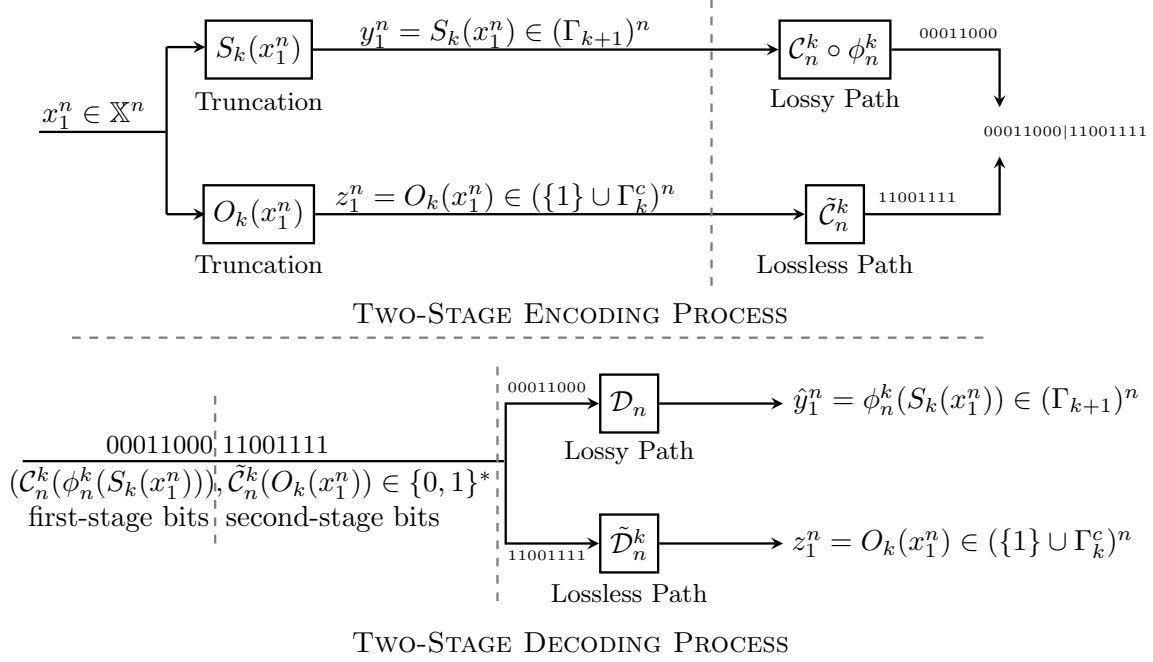 x_1^n ∈ 𝕏^n
S_k(x_1^n)
Truncation
y_1^n = S_k(x_1^n) ∈ (Γ_{k+1})^n
C_n^k ∘ ϕ_n^k
Lossy Path
00011000
00011000|11001111
O_k(x_1^n)
Truncation
z_1^n = O_k(x_1^n) ∈ ({1} ∪ Γ_k^c)^n
C̃_n^k
Lossless Path
11001111
Two-Stage Encoding Process
00011000 11001111
(C_n^k(ϕ_n^k(S_k(x_1^n))), C̃_n^k(O_k(x_1^n)) ∈ {0, 1}*
first-stage bits second-stage bits
00011000
D_n
Lossy Path
ŷ_1^n = ϕ_n^k(S_k(x_1^n)) ∈ (Γ_{k+1})^n
11001111
D̃_n^k
Lossless Path
z_1^n = O_k(x_1^n) ∈ ({1} ∪ Γ_k^c)^n
Two-Stage Decoding Process